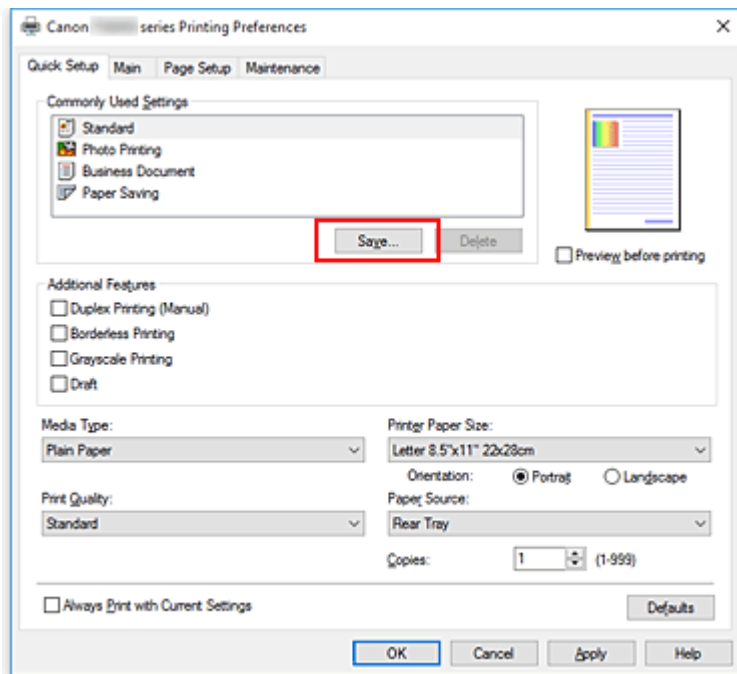 Canon series Printing Preferences
Quick Setup Main Page Setup Maintenance
Commonly Used Settings
Standard
Photo Printing
Business Document
Paper Saving
Save... Delete
Preview before printing
Additional Features
Duplex Printing (Manual)
Borderless Printing
Grayscale Printing
Draft
Media Type: Printer Paper Size:
Plain Paper Letter 8.5"x11" 22x28cm
Orientation: Portrait Landscape
Print Quality: Paper Source:
Standard Rear Tray
Copies: 1 (1-999)
Always Print with Current Settings Defaults
OK Cancel Apply Help